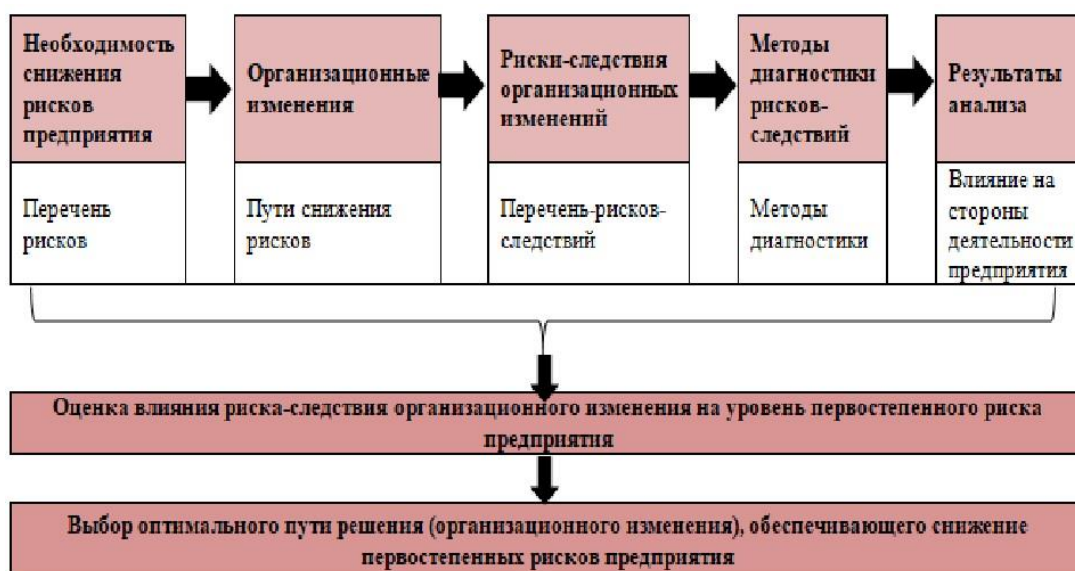 Необходимость
снижения
рисков
предприятия
Перечень
рисков
Организационные
изменения
Пути снижения
рисков
Риски-следствия
организационных
изменений
Перечень-рисков-
следствий
Методы
диагностики
рисков-
следствий
Методы
диагностики
Результаты
анализа
Влияние на
стороны
деятельности
предприятия
Оценка влияния риска-следствия организационного изменения на уровень первостепенного риска
предприятия
Выбор оптимального пути решения (организационного изменения), обеспечивающего снижение
первостепенных рисков предприятия